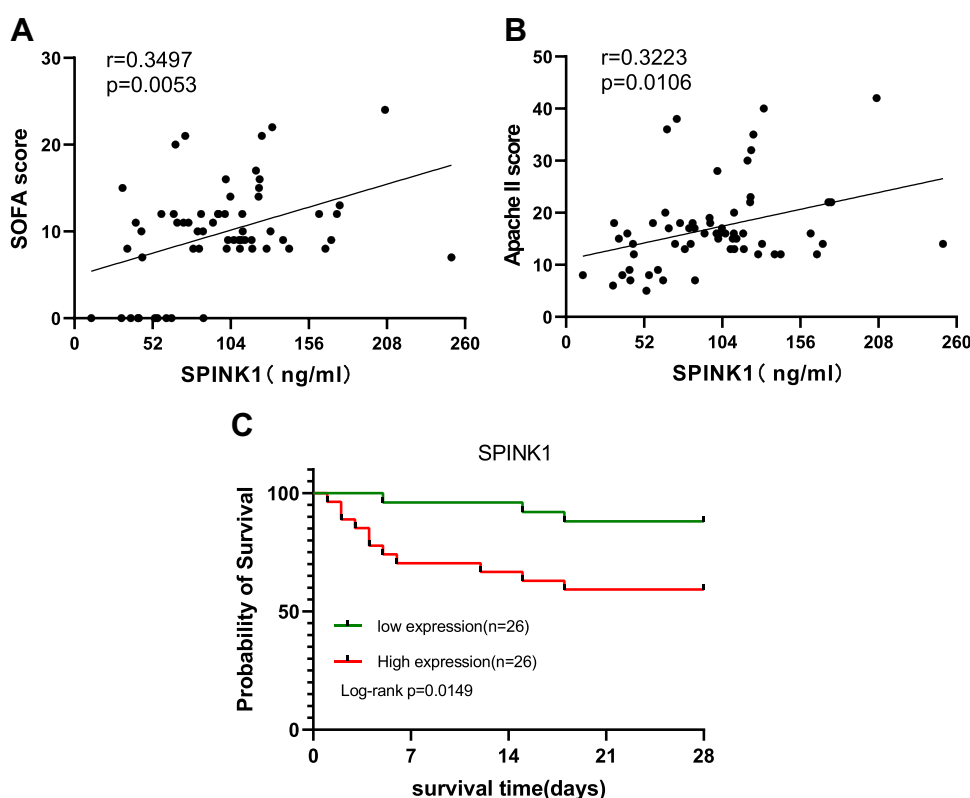 A
r=0.3497
p=0.0053
SOFA score
30
20
10
0
0 52 104 156 208 260
SPINK1( ng/ml)
B
r=0.3223
p=0.0106
Apache II score
50
40
30
20
10
0
0 52 104 156 208 260
SPINK1( ng/ml)
C
SPINK1
Probability of Survival
100
50
0
low expression(n=26)
High expression(n=26)
Log-rank p=0.0149
0 7 14 21 28
survival time(days)